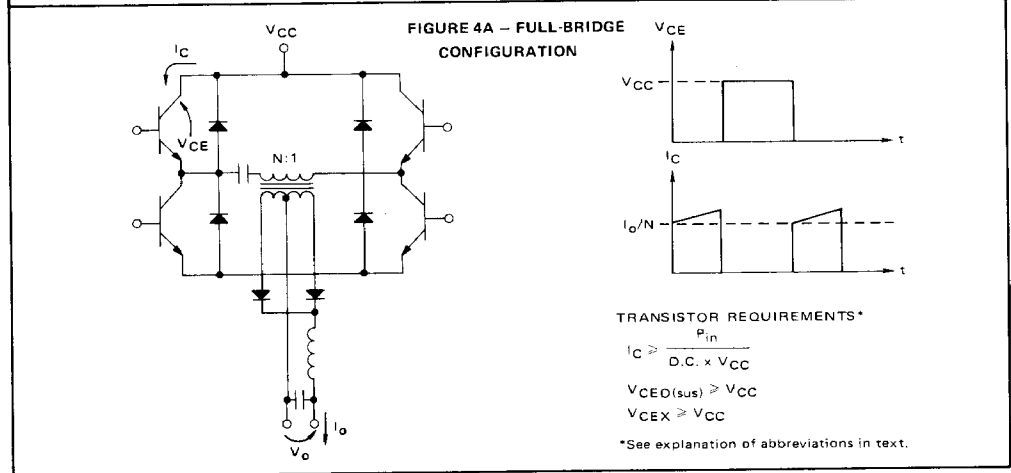 FIGURE 4A – FULL-BRIDGE
CONFIGURATION
VCC
IC
VCE
N:1
Vo
Io
VCE
VCC
t
IC
Io/N
t
TRANSISTOR REQUIREMENTS*
IC ≥ Pin / D.C. x VCC
VCEO(sus) ≥ VCC
VCEX ≥ VCC
*See explanation of abbreviations in text.